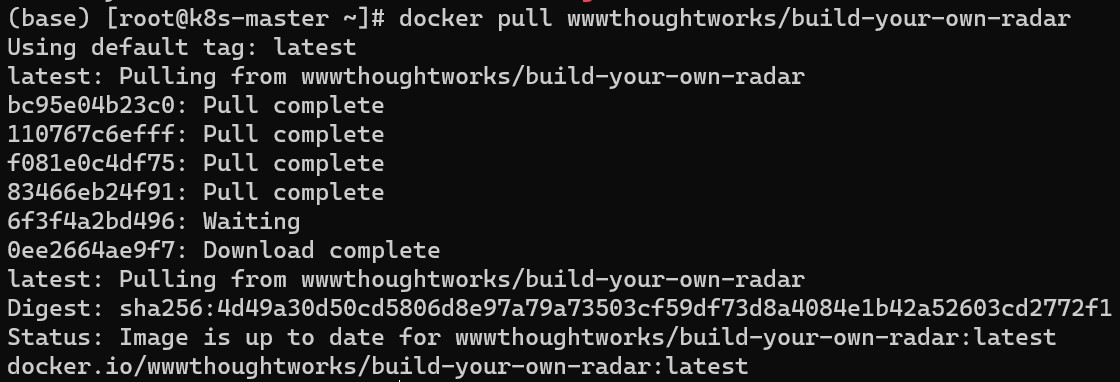 (base) [root@k8s-master ~]# docker pull wwwthoughtworks/build-your-own-radar
Using default tag: latest
latest: Pulling from wwwthoughtworks/build-your-own-radar
bc95e04b23c0: Pull complete
110767c6efff: Pull complete
f081e0c4df75: Pull complete
83466eb24f91: Pull complete
6f3f4a2bd496: Waiting
0ee2664ae9f7: Download complete
latest: Pulling from wwwthoughtworks/build-your-own-radar
Digest: sha256:4d49a30d50cd5806d8e97a79a73503cf59df73d8a4084e1b42a52603cd2772f1
Status: Image is up to date for wwwthoughtworks/build-your-own-radar:latest
docker.io/wwwthoughtworks/build-your-own-radar:latest